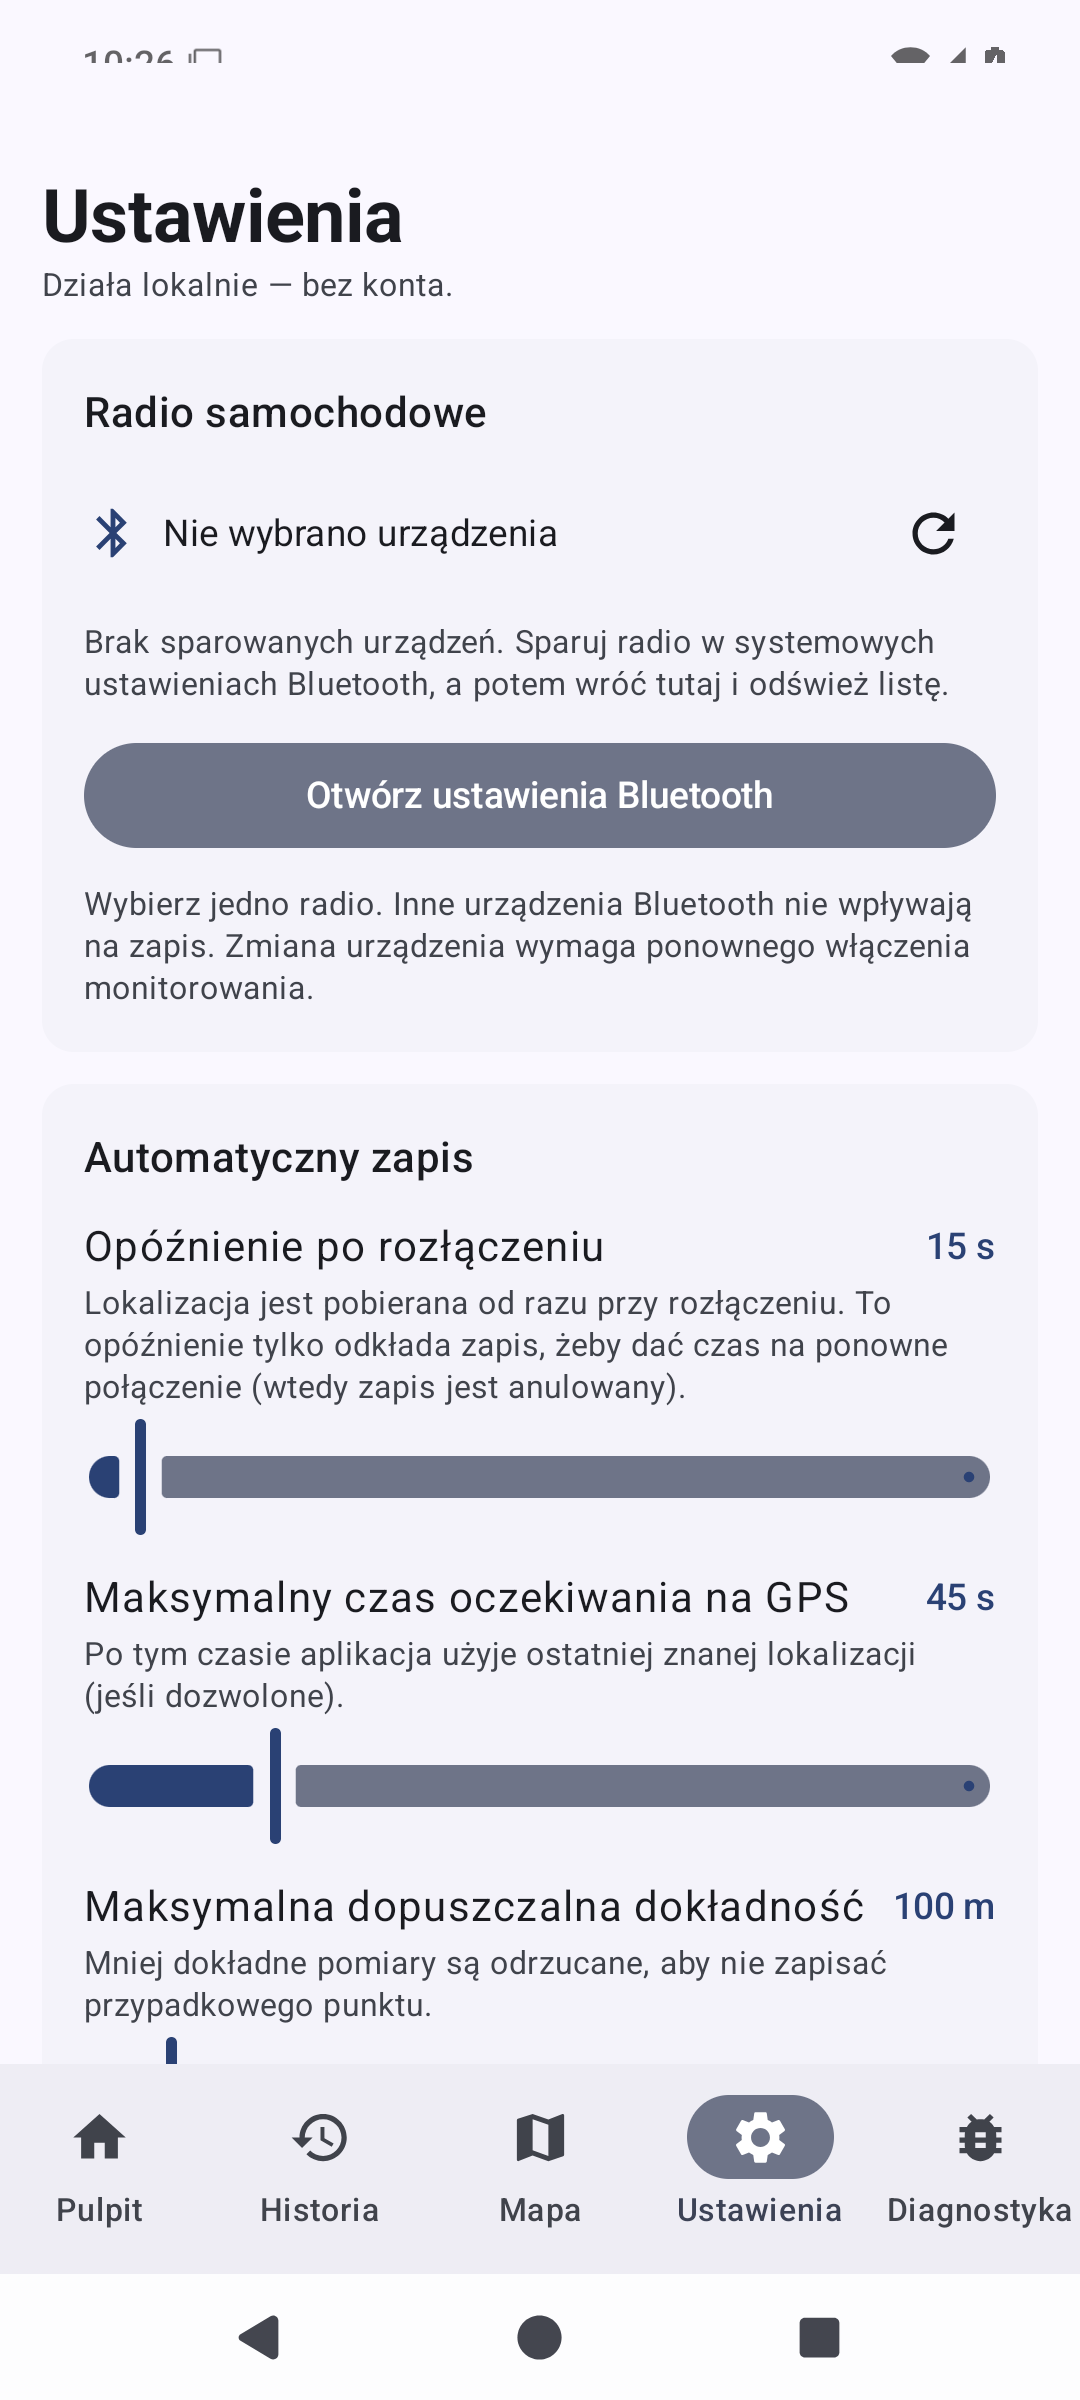 10:26
Ustawienia
Działa lokalnie — bez konta.
Radio samochodowe
Nie wybrano urządzenia
Brak sparowanych urządzeń. Sparuj radio w systemowych
ustawieniach Bluetooth, a potem wróć tutaj i odśwież listę.
Otwórz ustawienia Bluetooth
Wybierz jedno radio. Inne urządzenia Bluetooth nie wpływają
na zapis. Zmiana urządzenia wymaga ponownego włączenia
monitorowania.
Automatyczny zapis
Opóźnienie po rozłączeniu 15 s
Lokalizacja jest pobierana od razu przy rozłączeniu. To
opóźnienie tylko odkłada zapis, żeby dać czas na ponowne
połączenie (wtedy zapis jest anulowany).
Maksymalny czas oczekiwania na GPS 45 s
Po tym czasie aplikacja użyje ostatniej znanej lokalizacji
(jeśli dozwolone).
Maksymalna dopuszczalna dokładność 100 m
Mniej dokładne pomiary są odrzucane, aby nie zapisać
przypadkowego punktu.
Pulpit Historia Mapa Ustawienia Diagnostyka